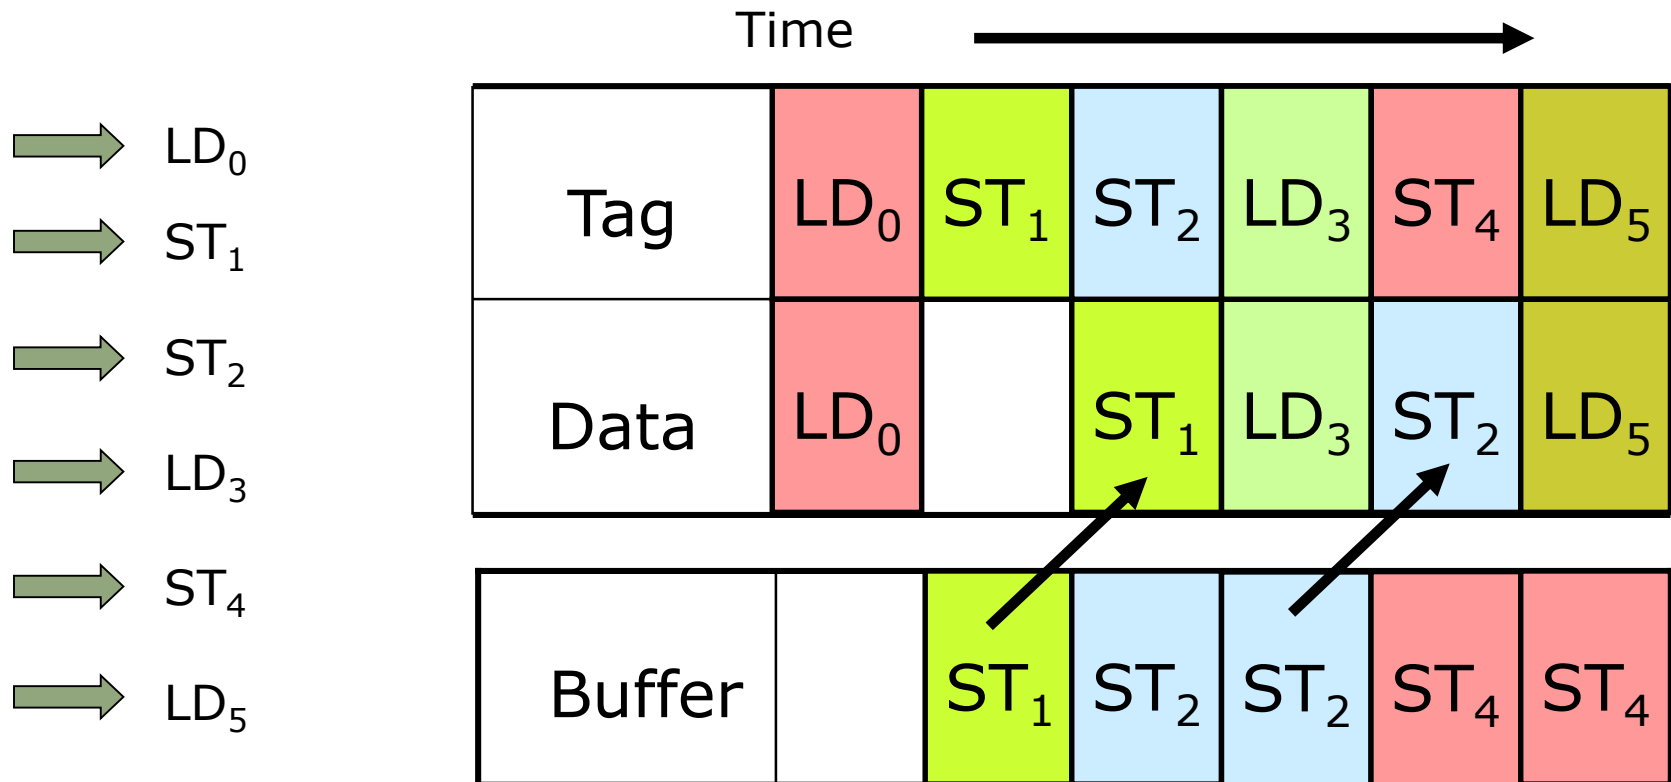 Time
LD₀
ST₁
ST₂
LD₃
ST₄
LD₅
Tag LD₀ ST₁ ST₂ LD₃ ST₄ LD₅
Data LD₀ ST₁ LD₃ ST₂ LD₅
Buffer ST₁ ST₂ ST₂ ST₄ ST₄